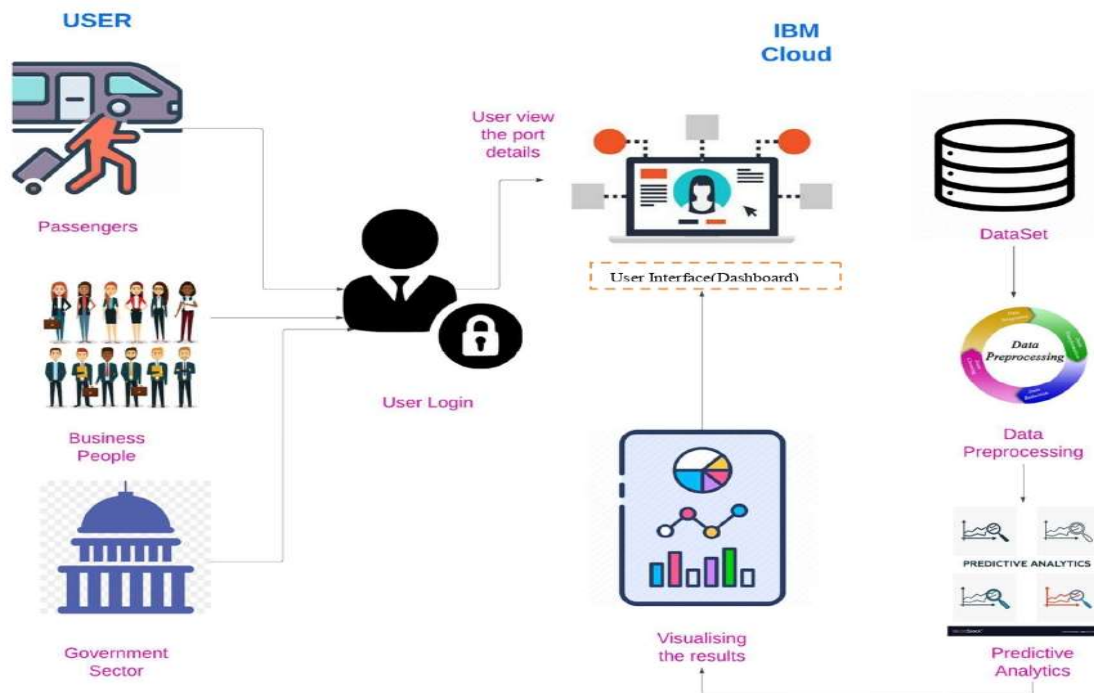 USER
IBM
Cloud
User view
the port
details
Passengers
DataSet
User Interface(Dashboard)
Data
Preprocessing
User Login
Business
People
Data
Preprocessing
PREDICTIVE ANALYTICS
Government
Sector
Visualising
the results
Predictive
Analytics